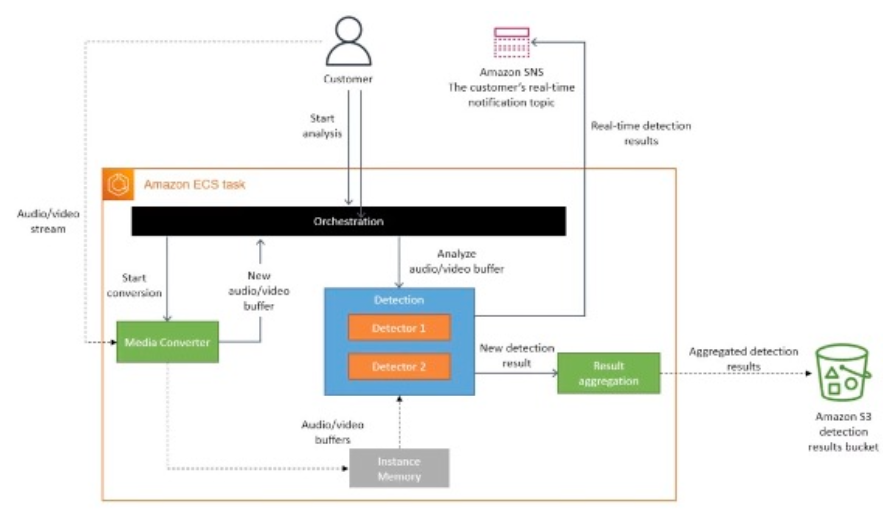 Customer
Amazon SNS
The customer's real-time
notification topic
Start
analysis
Real-time detection
results
Amazon ECS task
Audio/video
stream
Orchestration
Start
conversion
New
audio/video
buffer
Analyze
audio/video buffer
Detection
Detector 1
Media Converter
New detection
result
Detector 2
Result
aggregation
Aggregated detection
results
Audio/video
buffers
Amazon S3
detection
results bucket
Instance
Memory